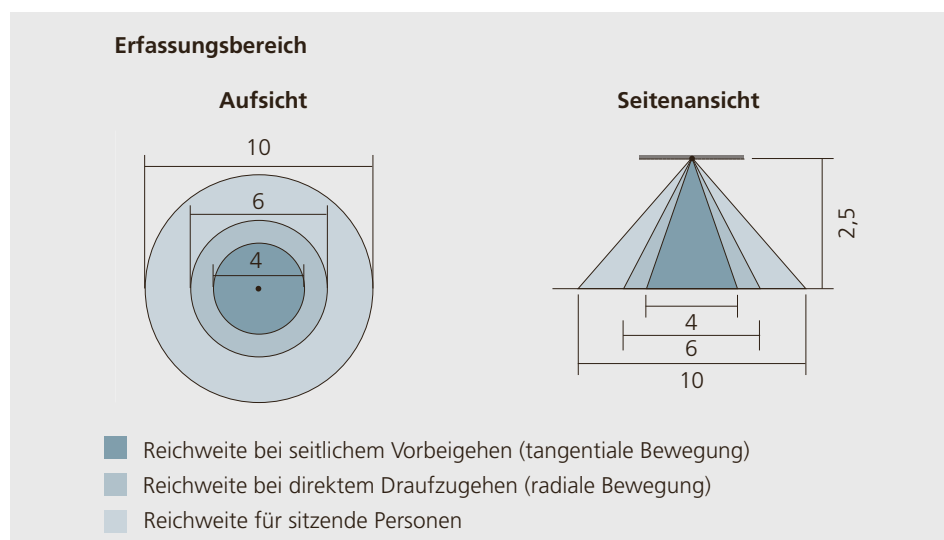 Erfassungsbereich
Aufsicht
10
6
4
Seitenansicht
2,5
4
6
10
Reichweite bei seitlichem Vorbeigehen (tangentiale Bewegung)
Reichweite bei direktem Draufzugehen (radiale Bewegung)
Reichweite für sitzende Personen